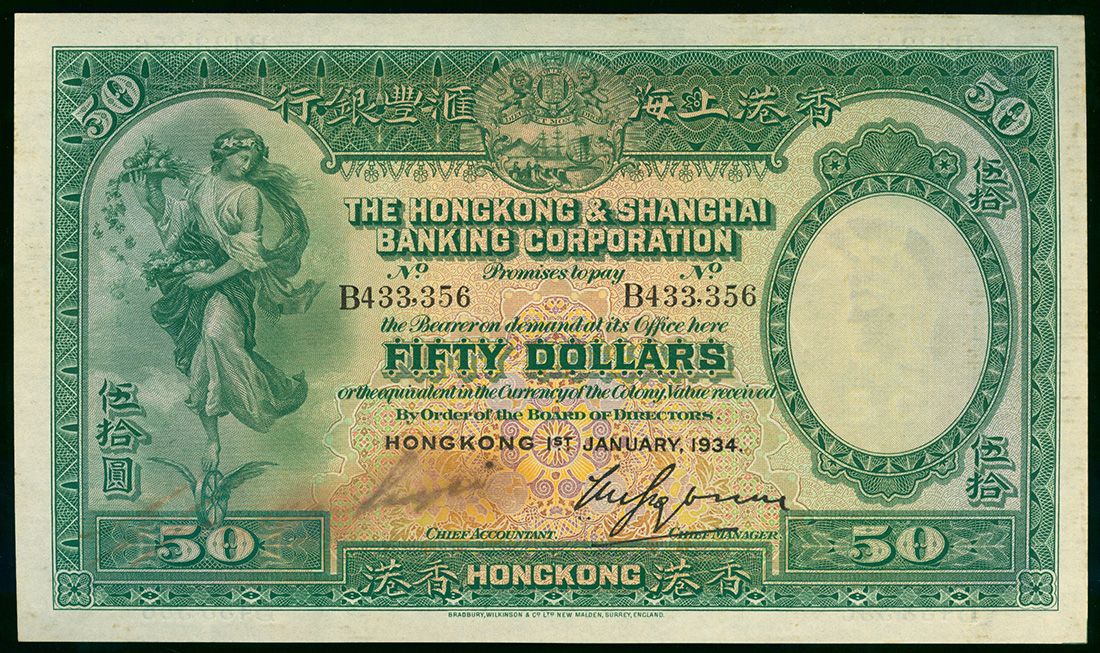 50
香港上海滙豐銀行
50
伍拾
THE HONGKONG & SHANGHAI
BANKING CORPORATION
Nº Promises to pay Nº
B433,356 B433,356
the Bearer on demand at its Office here
FIFTY DOLLARS
or the equivalent in the Currency of the Colony, Value received
By Order of the BOARD OF DIRECTORS.
HONGKONG 1ST JANUARY, 1934.
伍拾圓
伍拾
CHIEF ACCOUNTANT. CHIEF MANAGER.
50
50
香港 HONGKONG 香港
BRADBURY, WILKINSON & Cº LTD NEW MALDEN, SURREY, ENGLAND.